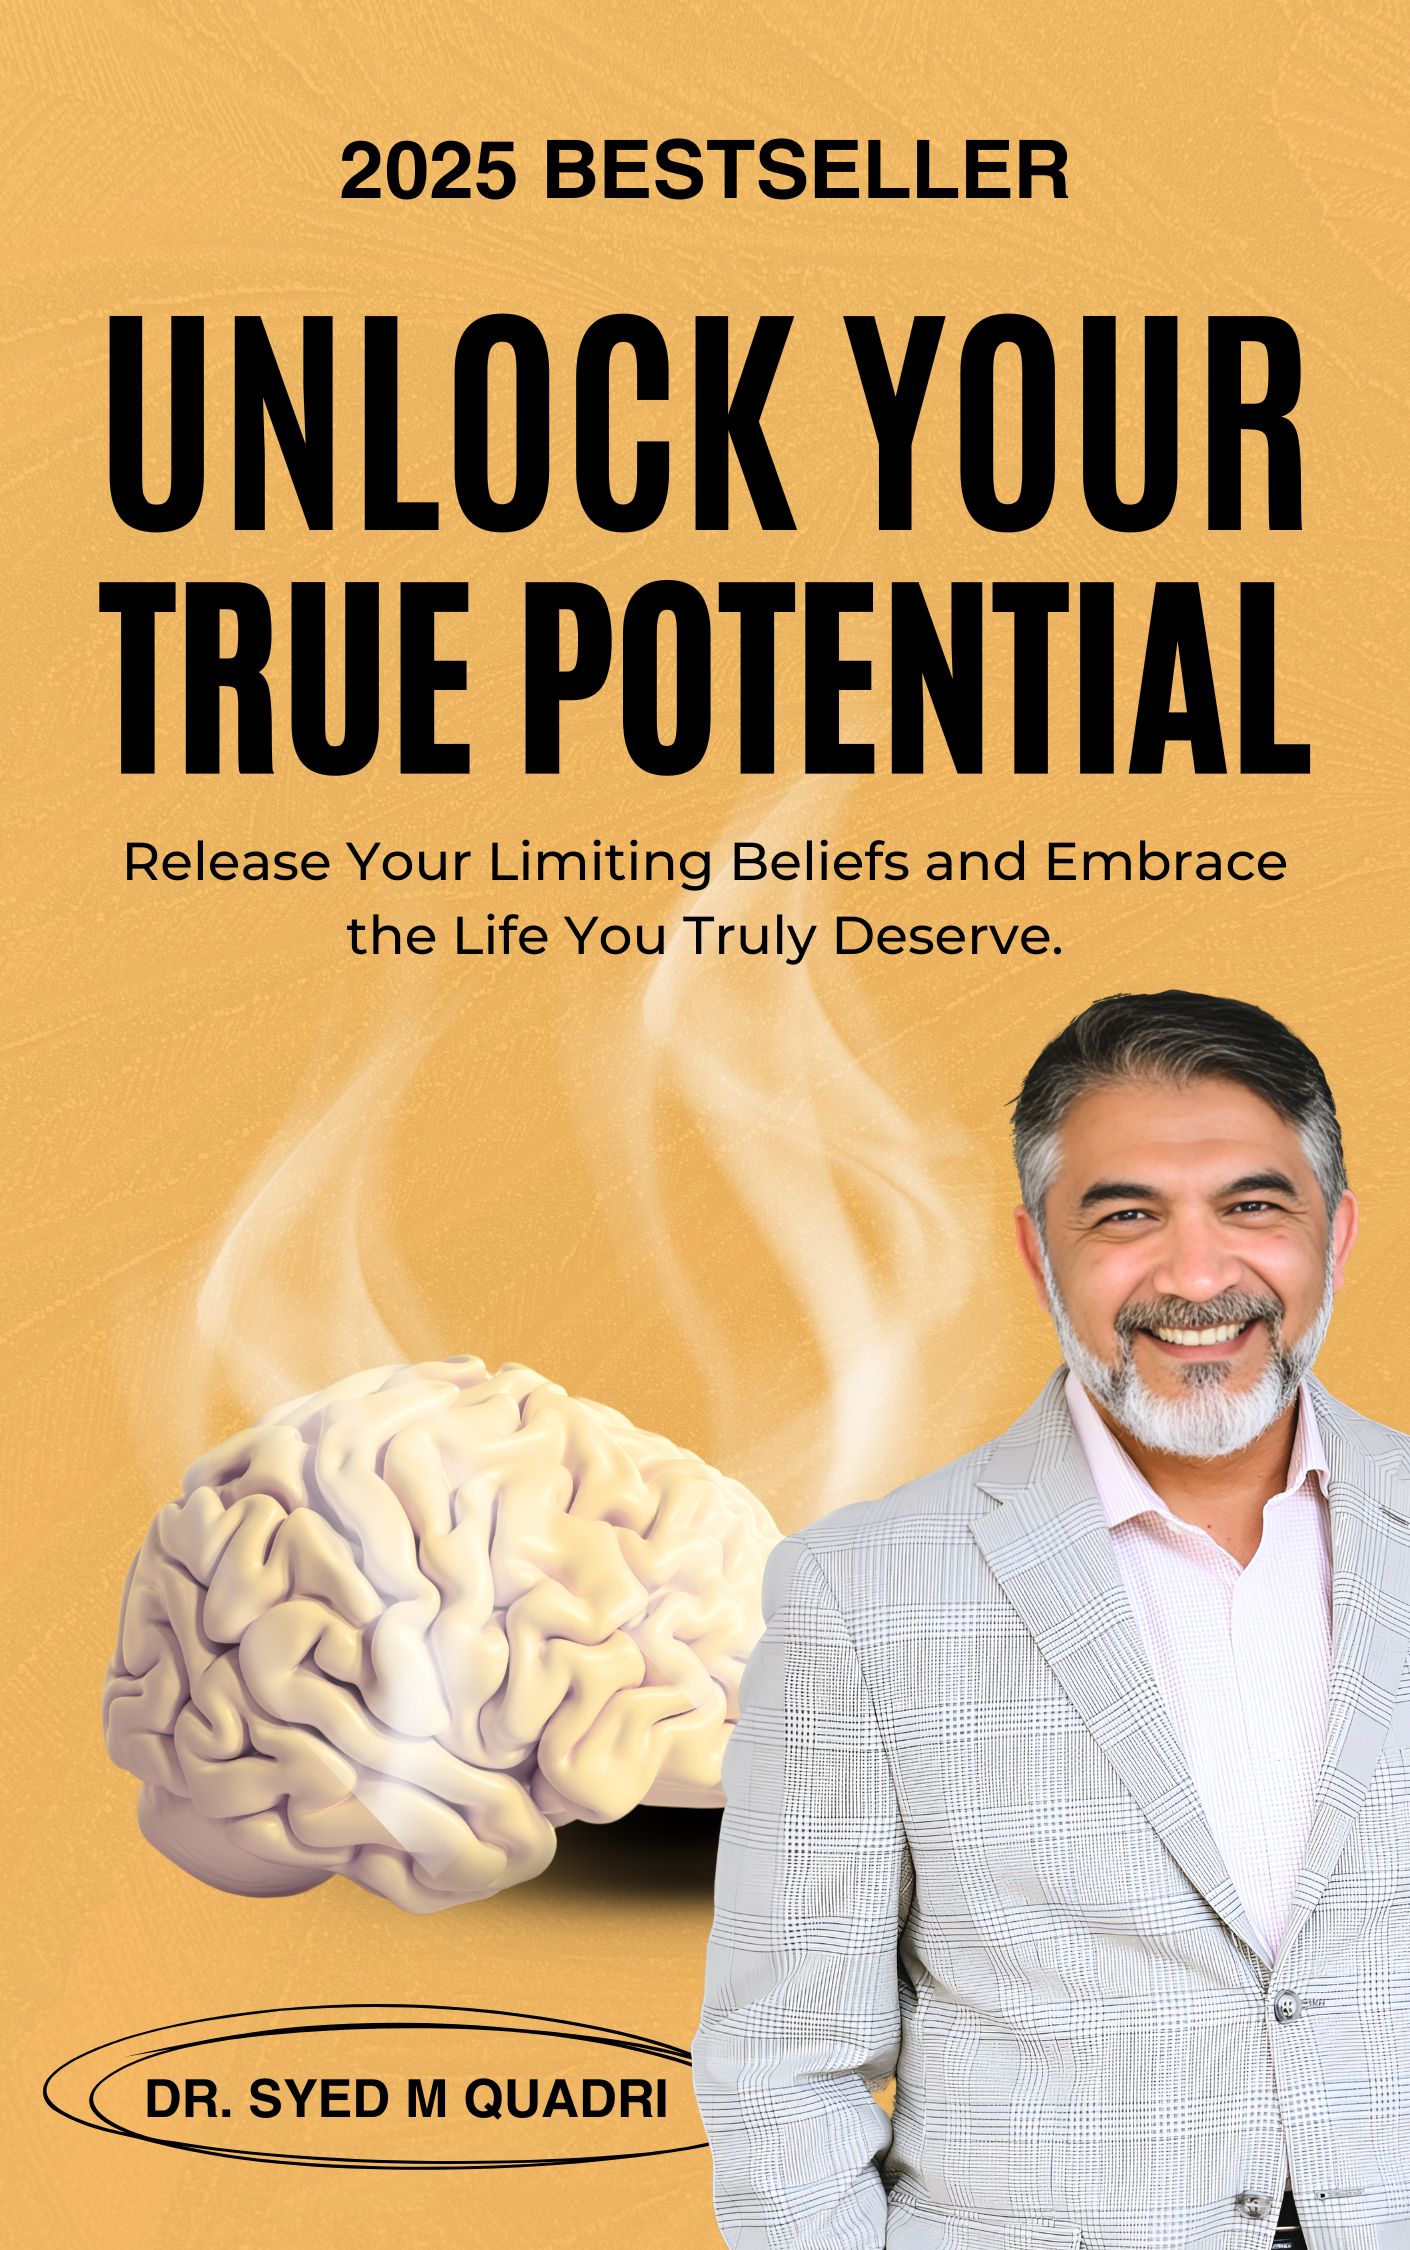 2025 BESTSELLER
UNLOCK YOUR
TRUE POTENTIAL
Release Your Limiting Beliefs and Embrace
the Life You Truly Deserve.
DR. SYED M QUADRI